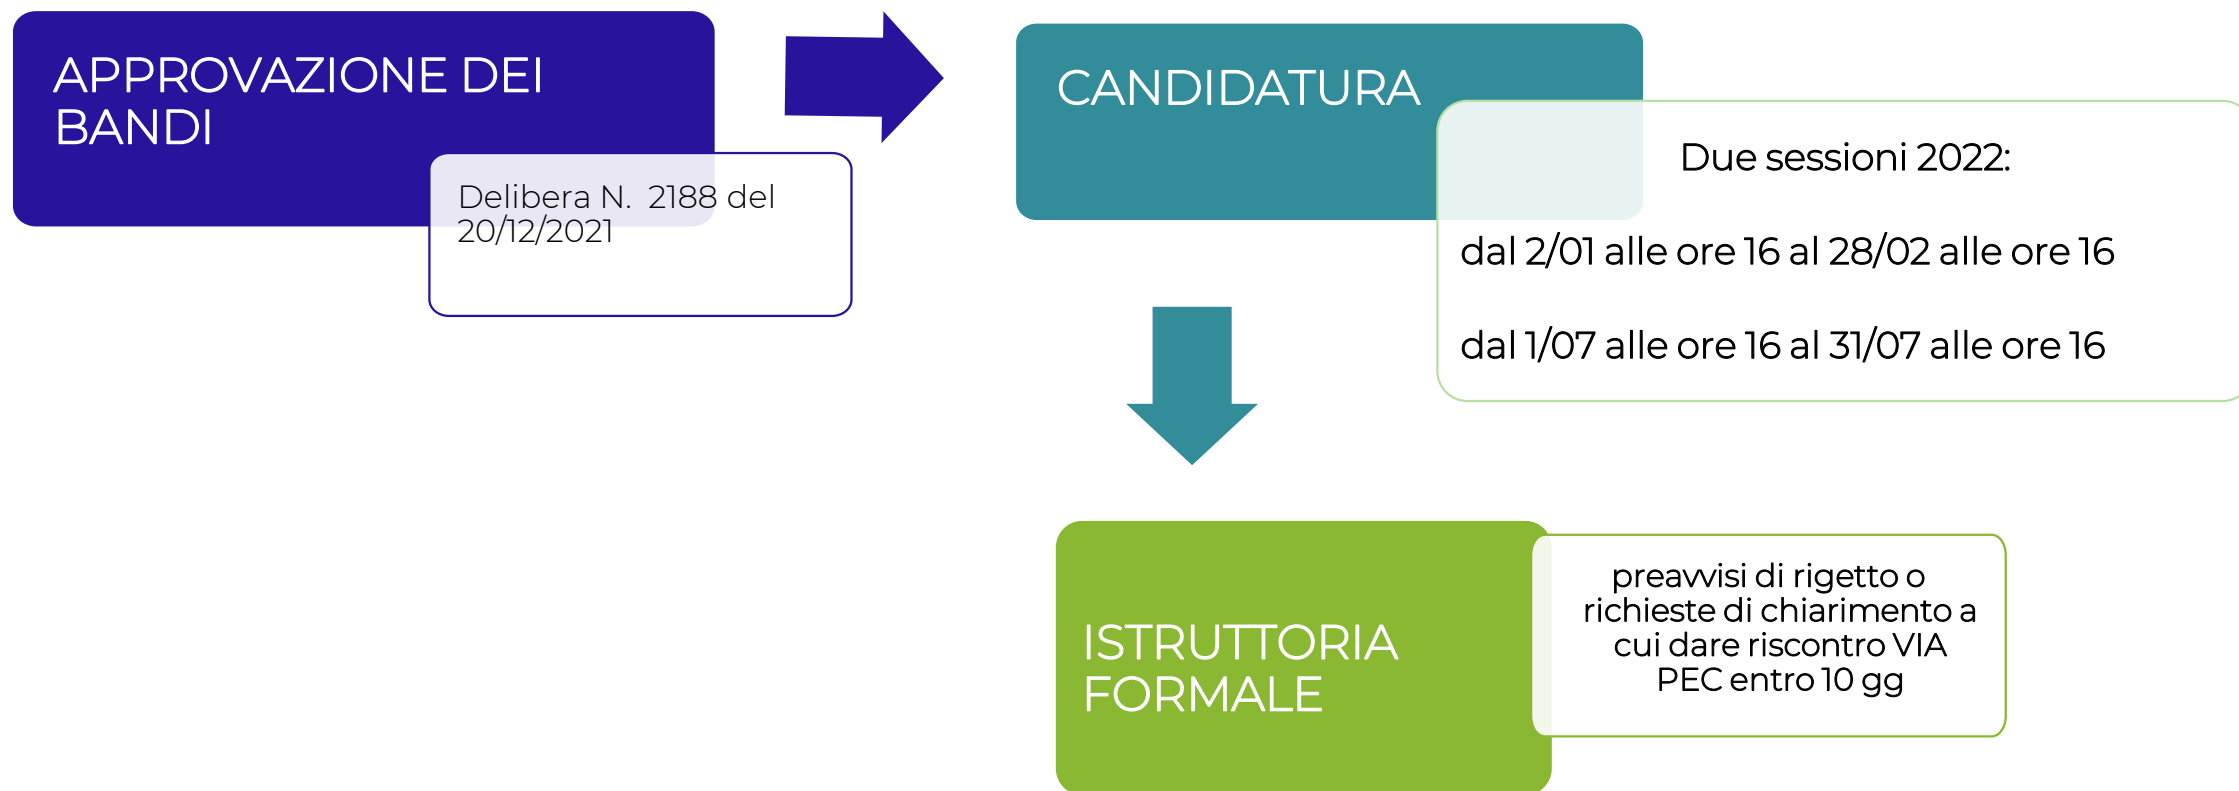 APPROVAZIONE DEI
BANDI
Delibera N. 2188 del
20/12/2021
CANDIDATURA
Due sessioni 2022:
dal 2/01 alle ore 16 al 28/02 alle ore 16
dal 1/07 alle ore 16 al 31/07 alle ore 16
ISTRUTTORIA
FORMALE
preavvisi di rigetto o
richieste di chiarimento a
cui dare riscontro VIA
PEC entro 10 gg